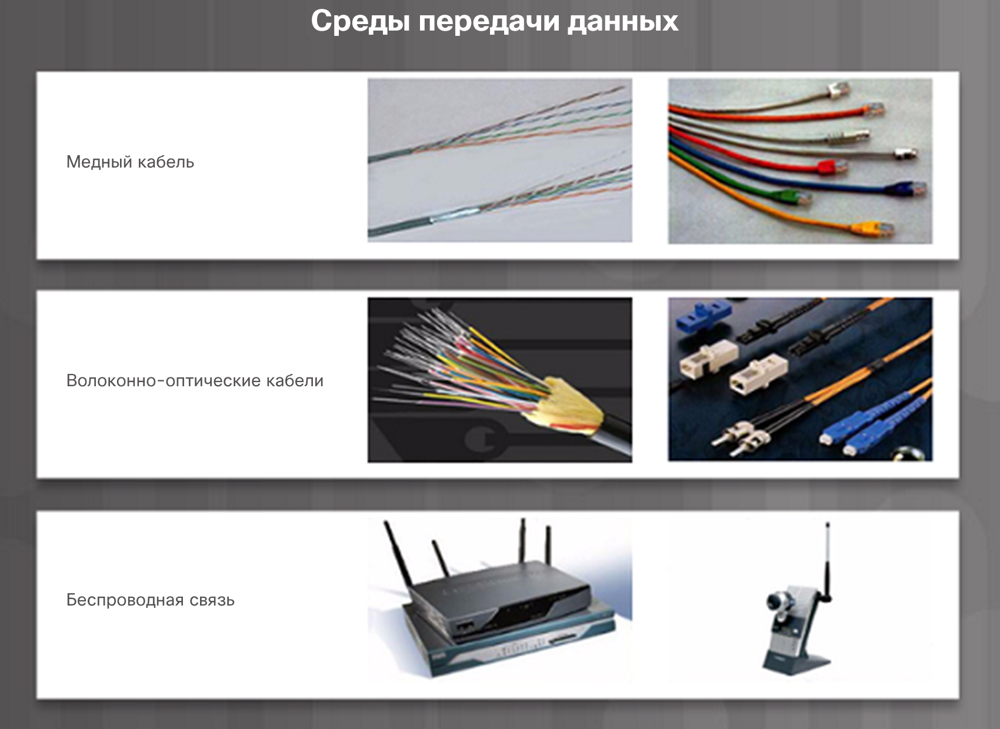 Среды передачи данных
Медный кабель
Волоконно-оптические кабели
Беспроводная связь